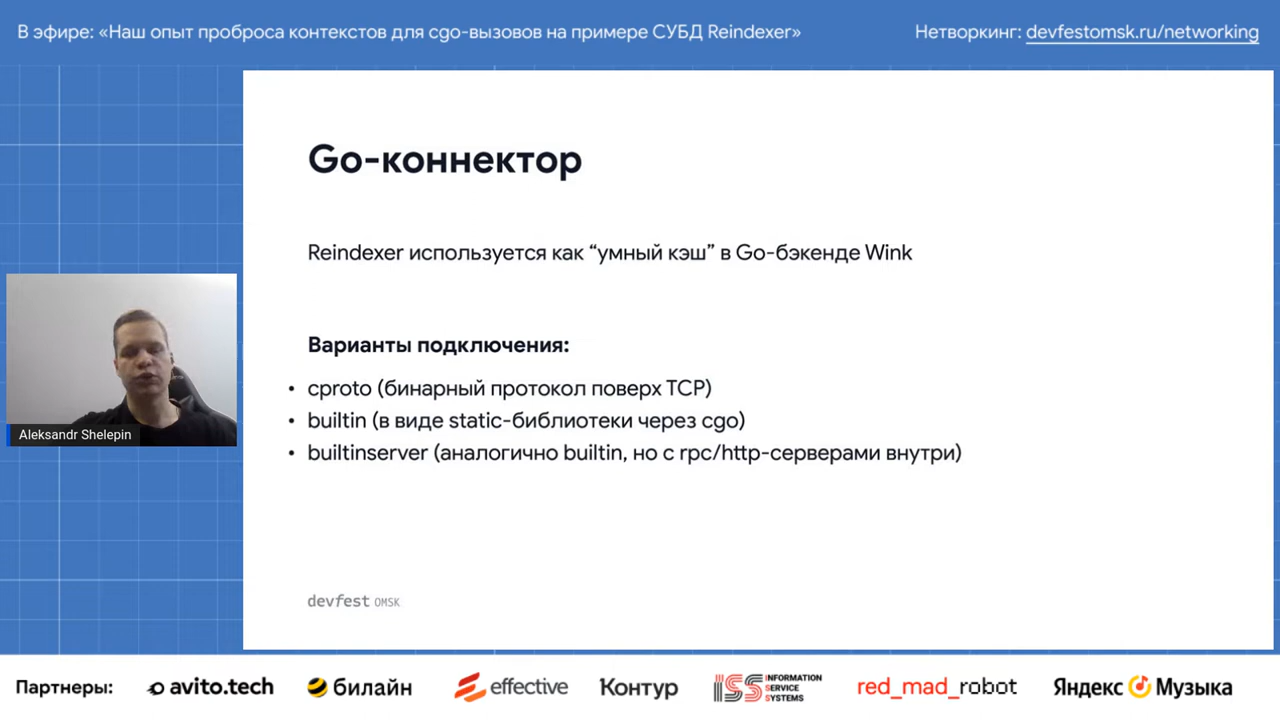 В эфире: «Наш опыт проброса контекстов для cgo-вызовов на примере СУБД Reindexer»
Нетворкинг: devfestomsk.ru/networking
Go-коннектор
Reindexer используется как “умный кэш” в Go-бэкенде Wink
Варианты подключения:
• cproto (бинарный протокол поверх TCP)
• builtin (в виде static-библиотеки через cgo)
• builtinserver (аналогично builtin, но с rpc/http-серверами внутри)
Aleksandr Shelepin
devfest OMSK
Партнеры: avito.tech билайн effective Контур ISS INFORMATION SERVICE SYSTEMS red_mad_robot Яндекс Музыка